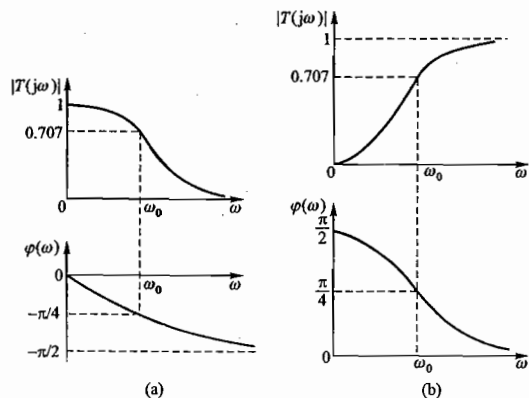 |T(jω)|
1
0.707
0
ω₀
ω
φ(ω)
0
ω₀
ω
−π/4
−π/2
(a)
|T(jω)|
1
0.707
0
ω₀
ω
φ(ω)
π/2
π/4
0
ω₀
ω
(b)